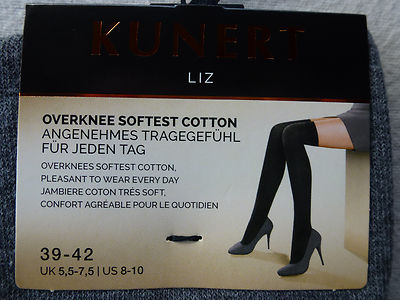 KUNERT
LIZ
OVERKNEE SOFTEST COTTON
ANGENEHMES TRAGEGEFÜHL
FÜR JEDEN TAG
OVERKNEES SOFTEST COTTON,
PLEASANT TO WEAR EVERY DAY
JAMBIERE COTON TRÉS SOFT,
CONFORT AGRÉABLE POUR LE QUOTIDIEN
39-42
UK 5,5-7,5 | US 8-10